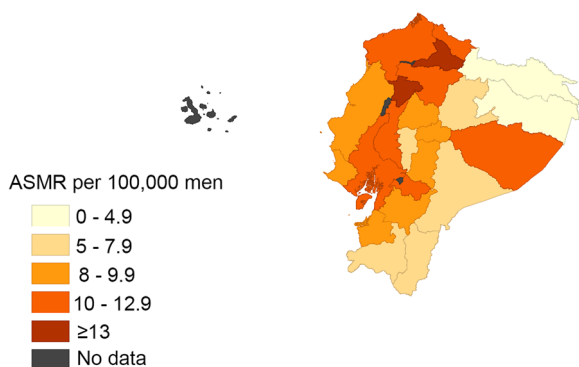 ASMR per 100,000 men
0 - 4.9
5 - 7.9
8 - 9.9
10 - 12.9
≥13
No data